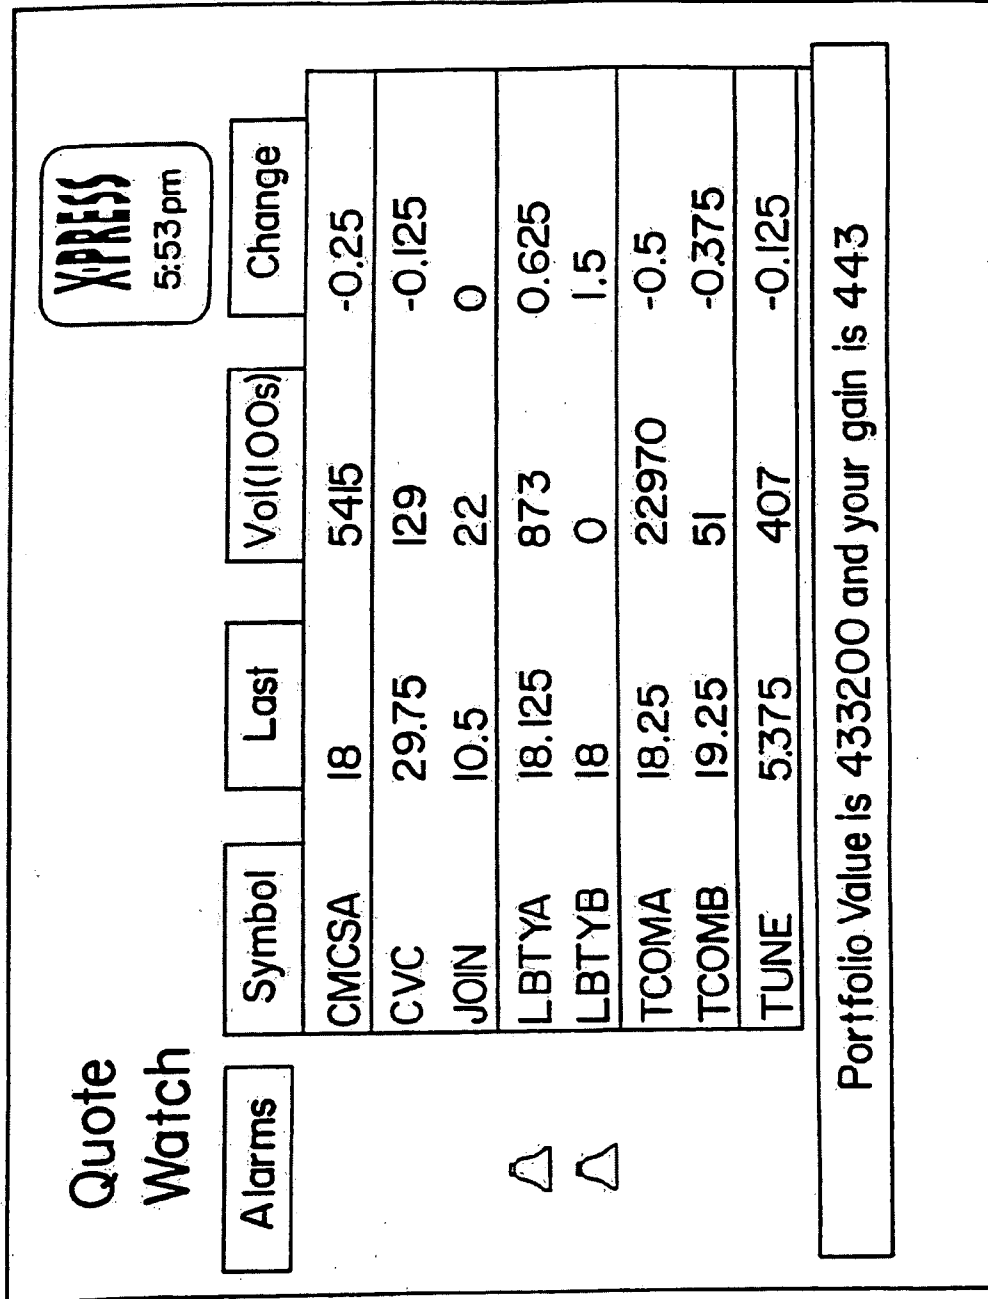 Quote
Watch
X·PRESS
5:53pm
Alarms Symbol Last Vol(100s) Change
CMCSA 18 5415 -0.25
CVC 29.75 129 -0.125
JOIN 10.5 22 0
LBTYA 18.125 873 0.625
LBTYB 18 0 1.5
TCOMA 18.25 22970 -0.5
TCOMB 19.25 51 -0.375
TUNE 5.375 407 -0.125
Portfolio Value is 433200 and your gain is 443